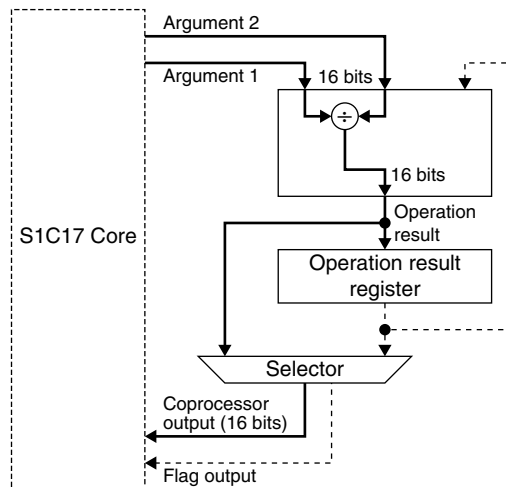 Argument 2
Argument 1
16 bits
÷
16 bits
S1C17 Core
Operation
result
Operation result
register
Selector
Coprocessor
output (16 bits)
Flag output